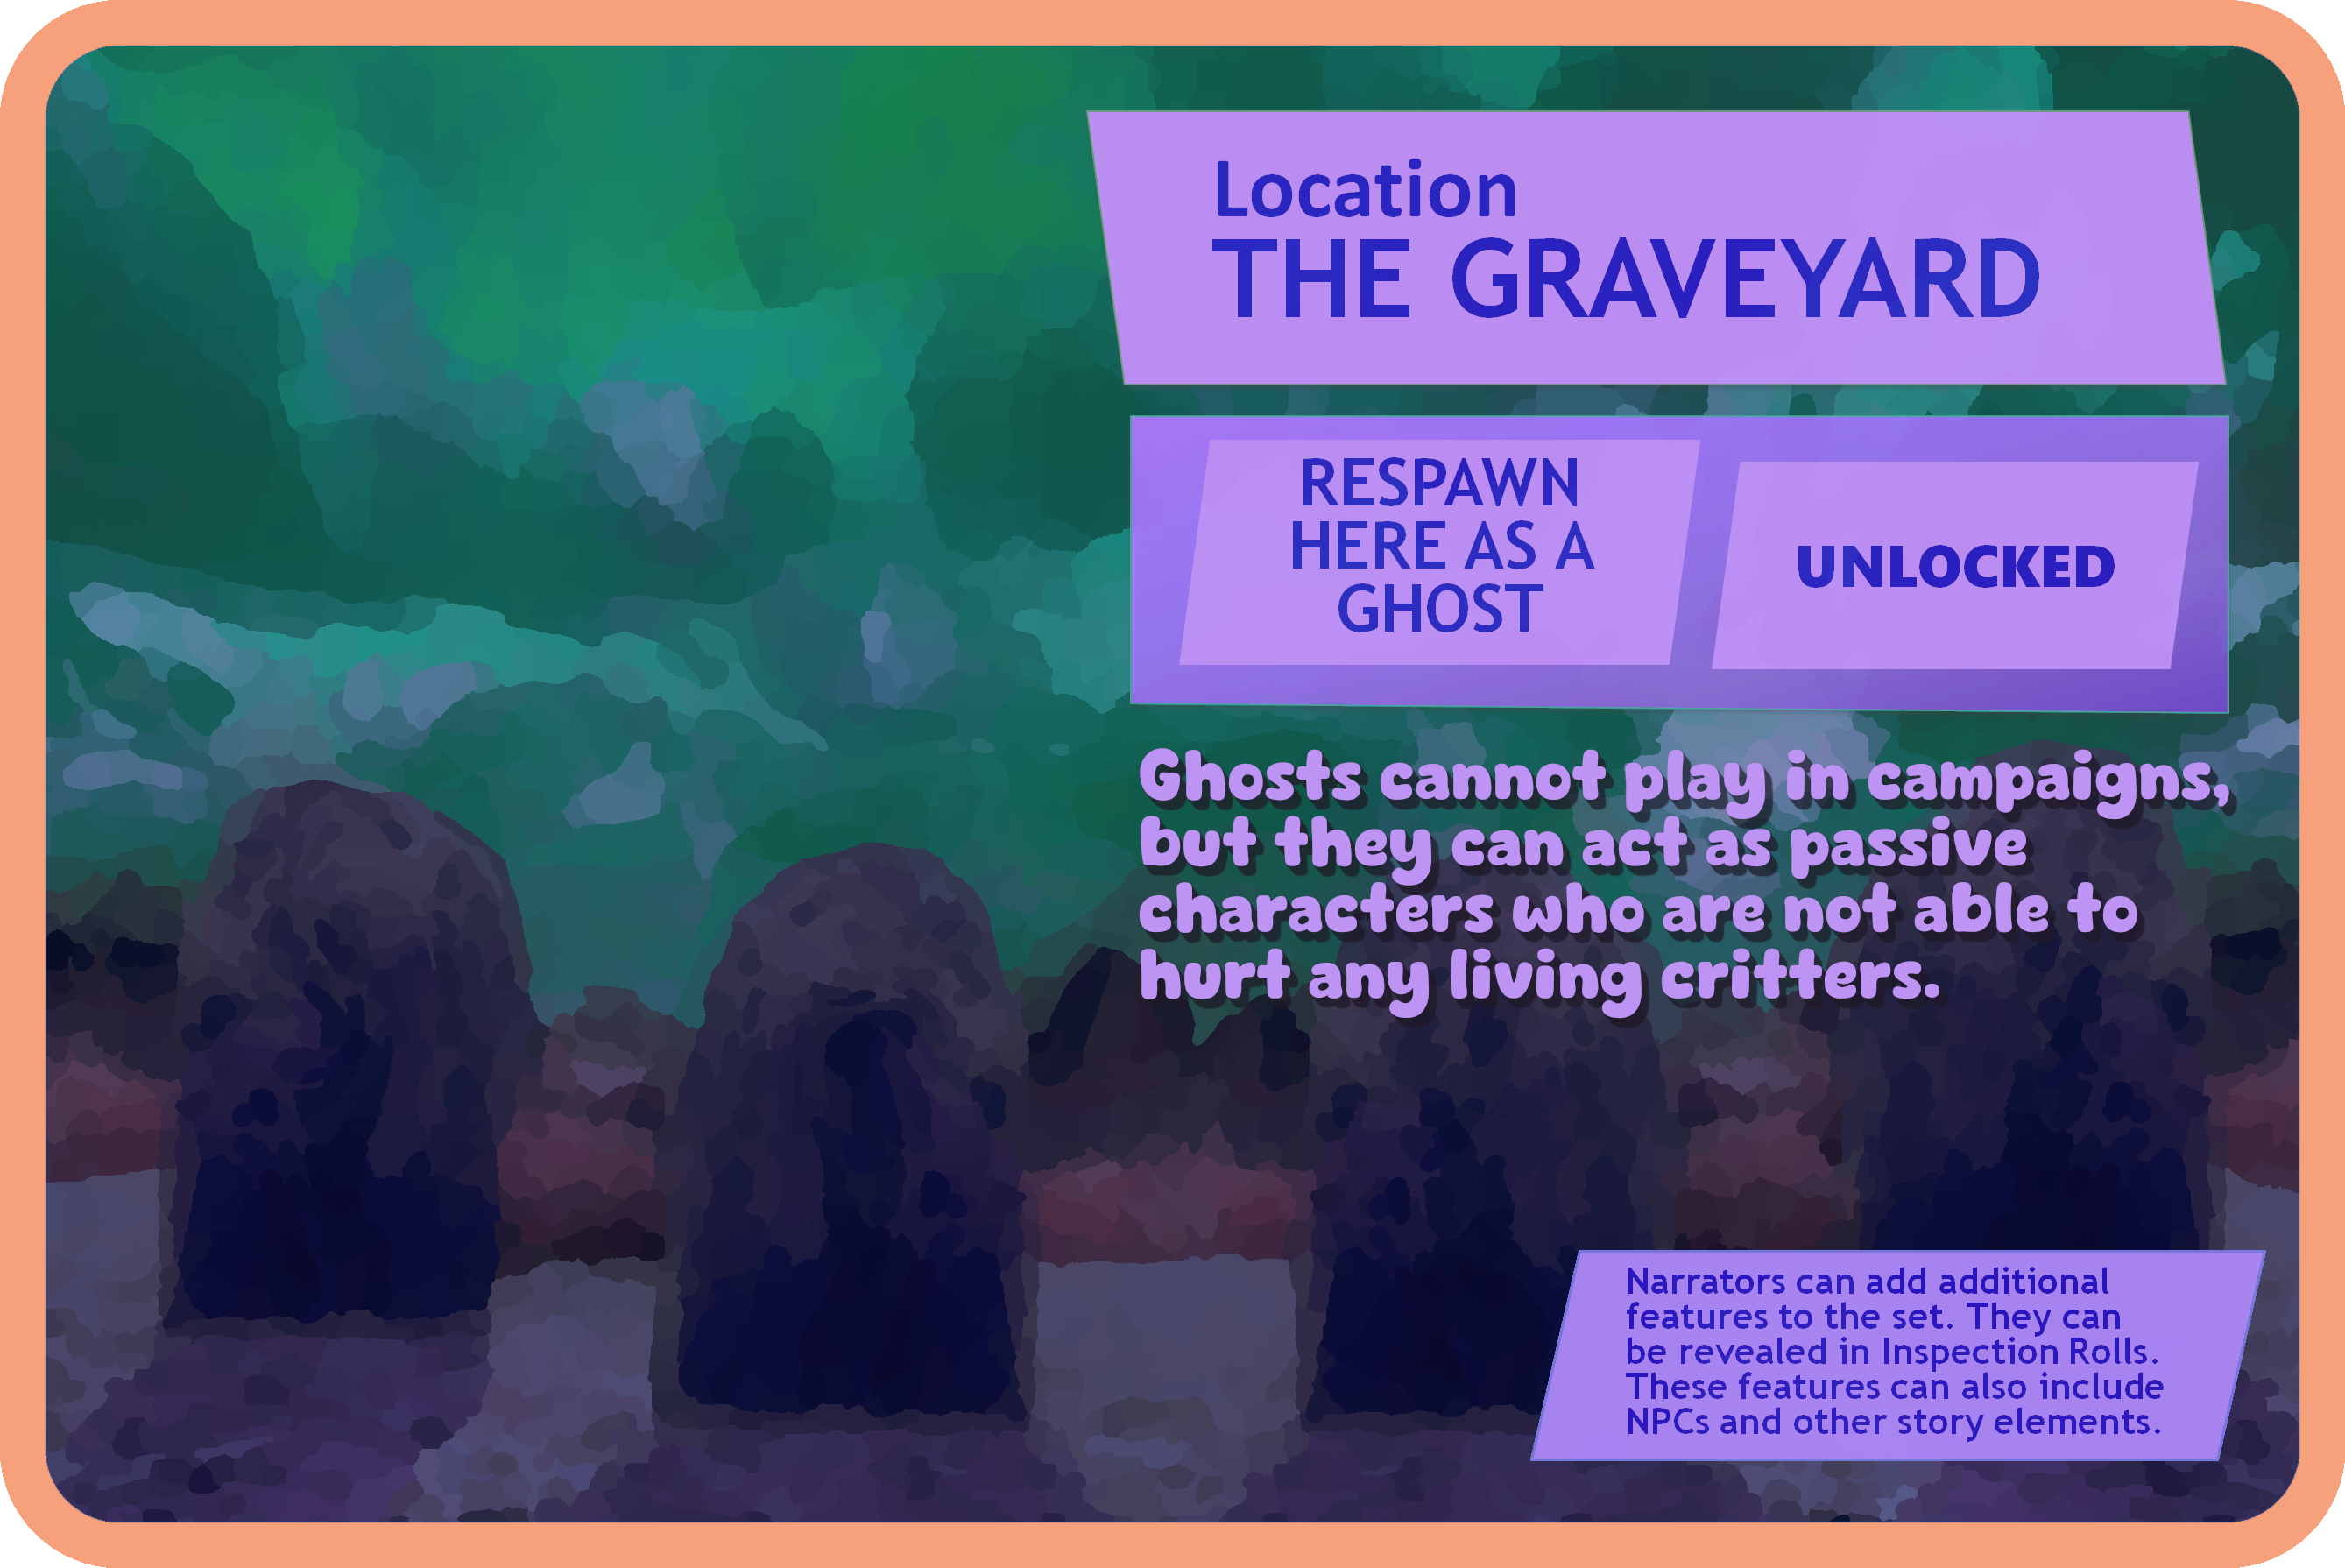 Location
THE GRAVEYARD
RESPAWN
HERE AS A
GHOST
UNLOCKED
Ghosts cannot play in campaigns,
but they can act as passive
characters who are not able to
hurt any living critters.
Narrators can add additional
features to the set. They can
be revealed in Inspection Rolls.
These features can also include
NPCs and other story elements.